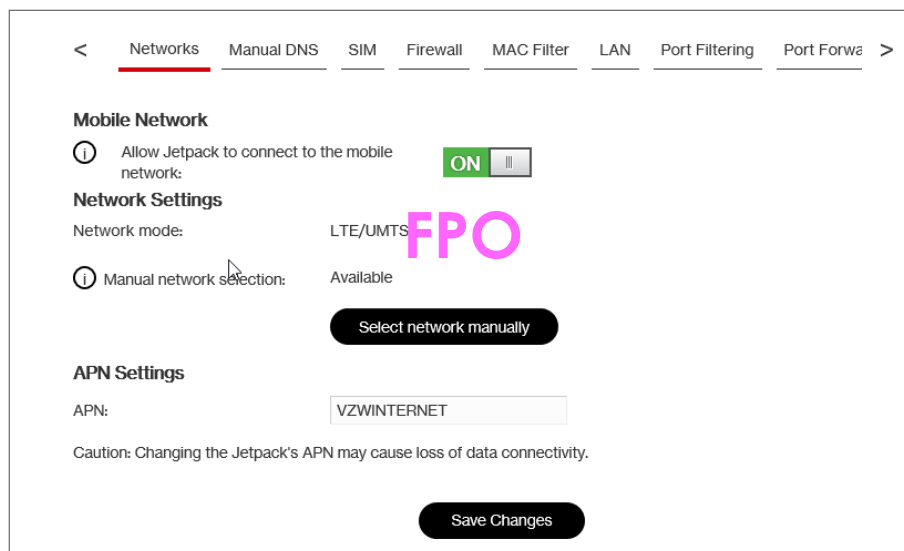 < Networks Manual DNS SIM Firewall MAC Filter LAN Port Filtering Port Forwa >
Mobile Network
i Allow Jetpack to connect to the mobile
network:
ON
Network Settings
Network mode: LTE/UMTS
FPO
i Manual network selection: Available
Select network manually
APN Settings
APN: VZWINTERNET
Caution: Changing the Jetpack's APN may cause loss of data connectivity.
Save Changes